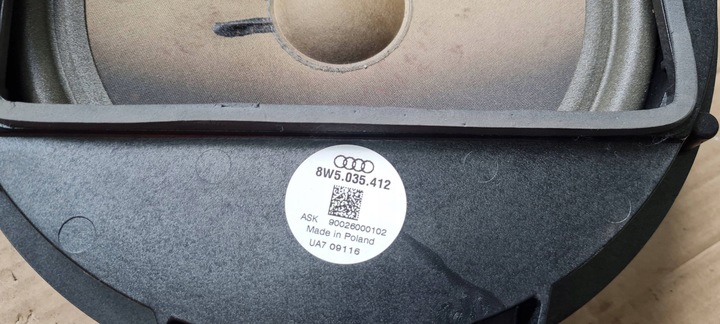 8W5.035.412
ASK 90026000102
Made in Poland
UA7 09116